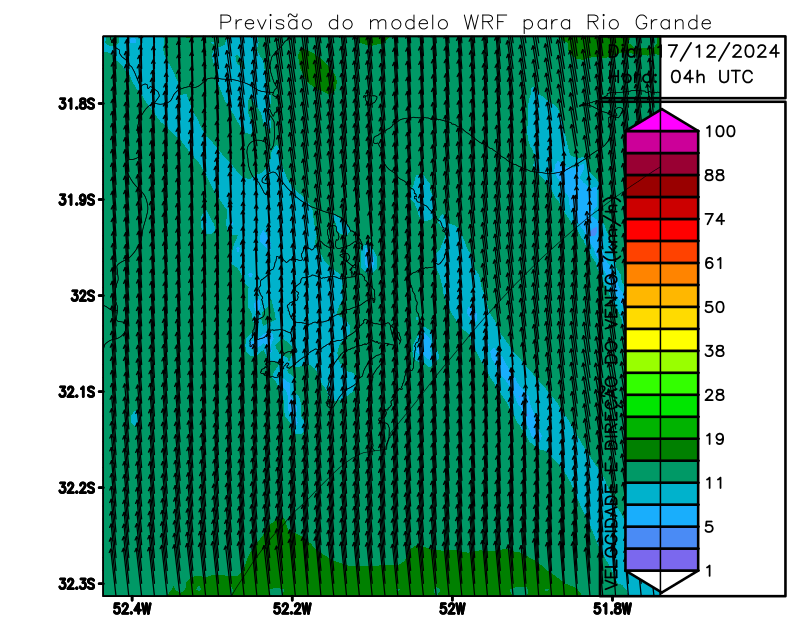 Previsão do modelo WRF para Rio Grande
Dia: 17/12/2024
Hora: 04h UTC
31.8S
31.9S
32S
32.1S
32.2S
32.3S
52.4W
52.2W
52W
51.8W
VELOCIDADE E DIREÇÃO DO VENTO (km/h)
100
88
74
61
50
38
28
19
11
5
1